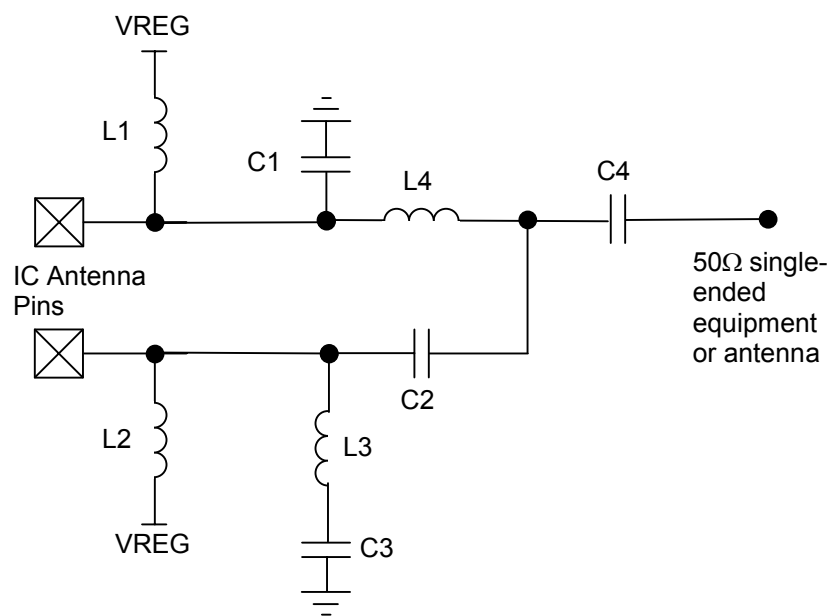 VREG
L1
C1
L4
C4
IC Antenna
Pins
50Ω single-
ended
equipment
or antenna
C2
L2
L3
VREG
C3